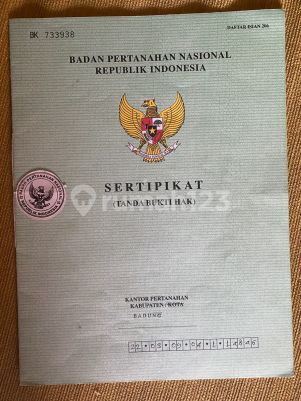 BK 733938
DAFTAR ISIAN 206
BADAN PERTANAHAN NASIONAL
REPUBLIK INDONESIA
SERTIPIKAT
(TANDA BUKTI HAK)
rumah123
KANTOR PERTANAHAN
KABUPATEN / KOTA
BADUNG